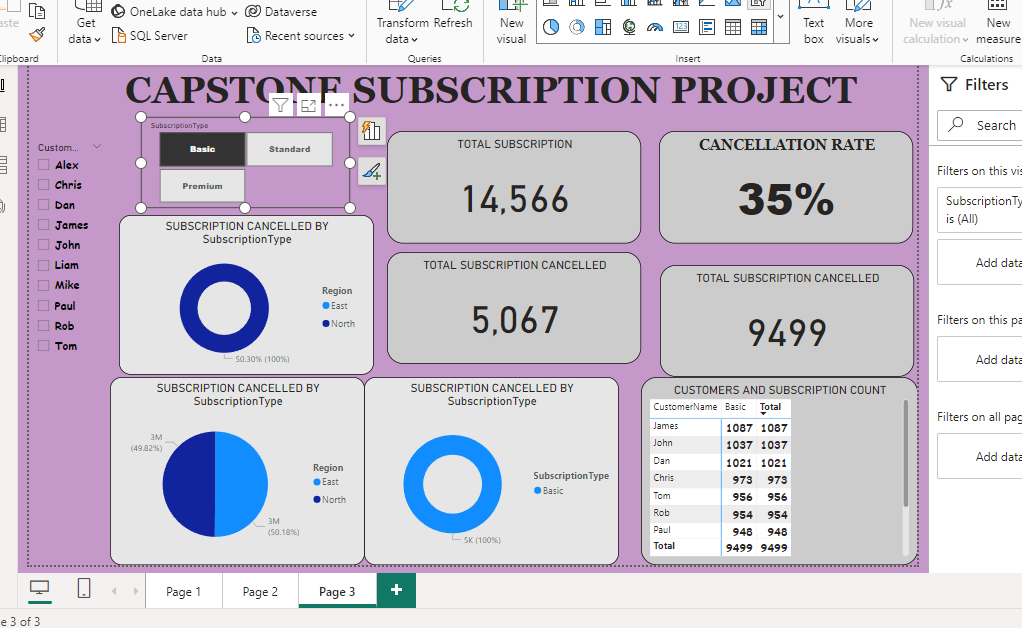 Get
data
OneLake data hub
SQL Server
Dataverse
Recent sources
Data
Transform
data
Refresh
Queries
New
visual
Insert
Text
box
More
visuals
New visual
calculation
New
measure
Calculations
CAPSTONE SUBSCRIPTION PROJECT
Custom...
Alex
Chris
Dan
James
John
Liam
Mike
Paul
Rob
Tom
SubscriptionType
Basic
Standard
Premium
TOTAL SUBSCRIPTION
14,566
CANCELLATION RATE
35%
SUBSCRIPTION CANCELLED BY
SubscriptionType
Region
East
North
50.30% (100%)
TOTAL SUBSCRIPTION CANCELLED
5,067
TOTAL SUBSCRIPTION CANCELLED
9499
SUBSCRIPTION CANCELLED BY
SubscriptionType
3M
(49.82%)
3M
(50.18%)
Region
East
North
SUBSCRIPTION CANCELLED BY
SubscriptionType
SubscriptionType
Basic
5K (100%)
CUSTOMERS AND SUBSCRIPTION COUNT
CustomerName Basic Total
James 1087 1087
John 1037 1037
Dan 1021 1021
Chris 973 973
Tom 956 956
Rob 954 954
Paul 948 948
Total 9499 9499
Filters
Search
Filters on this vis
SubscriptionTy
is (All)
Add data
Filters on this pa
Add data
Filters on all pag
Add data
Page 1
Page 2
Page 3
e 3 of 3